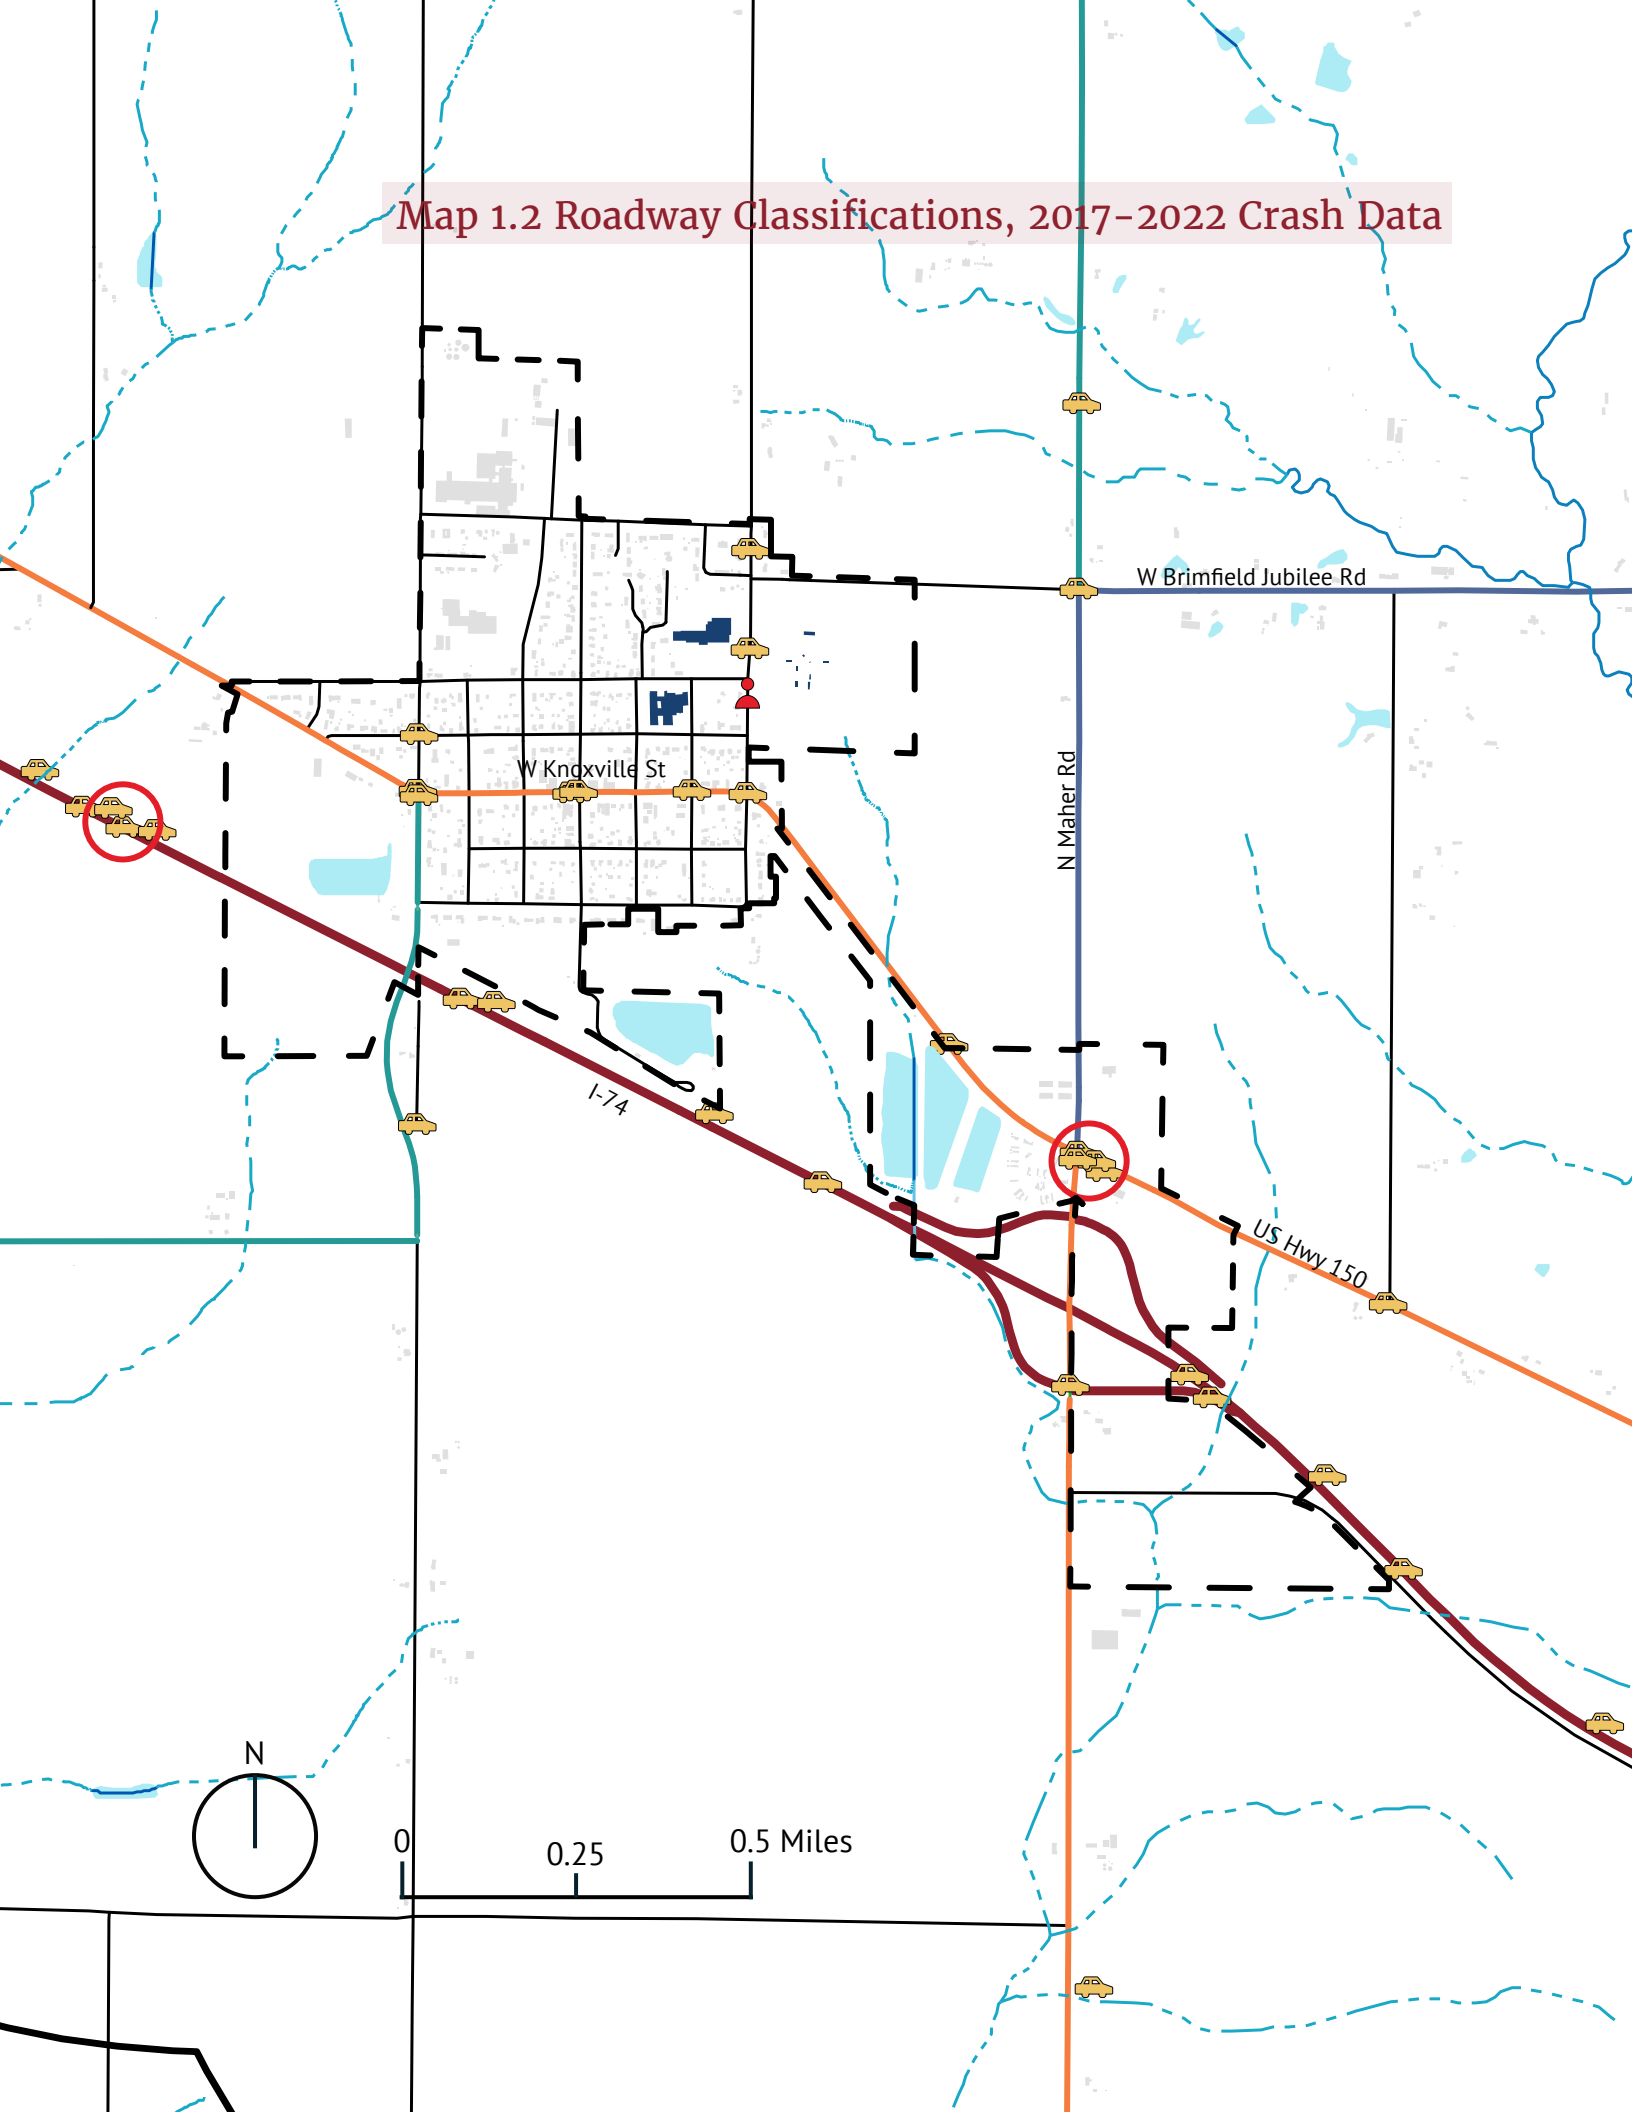 Map 1.2 Roadway Classifications, 2017-2022 Crash Data
W Brimfield Jubilee Rd
W Knoxville St
N Maher Rd
I-74
US Hwy 150
N
0
0.25
0.5 Miles